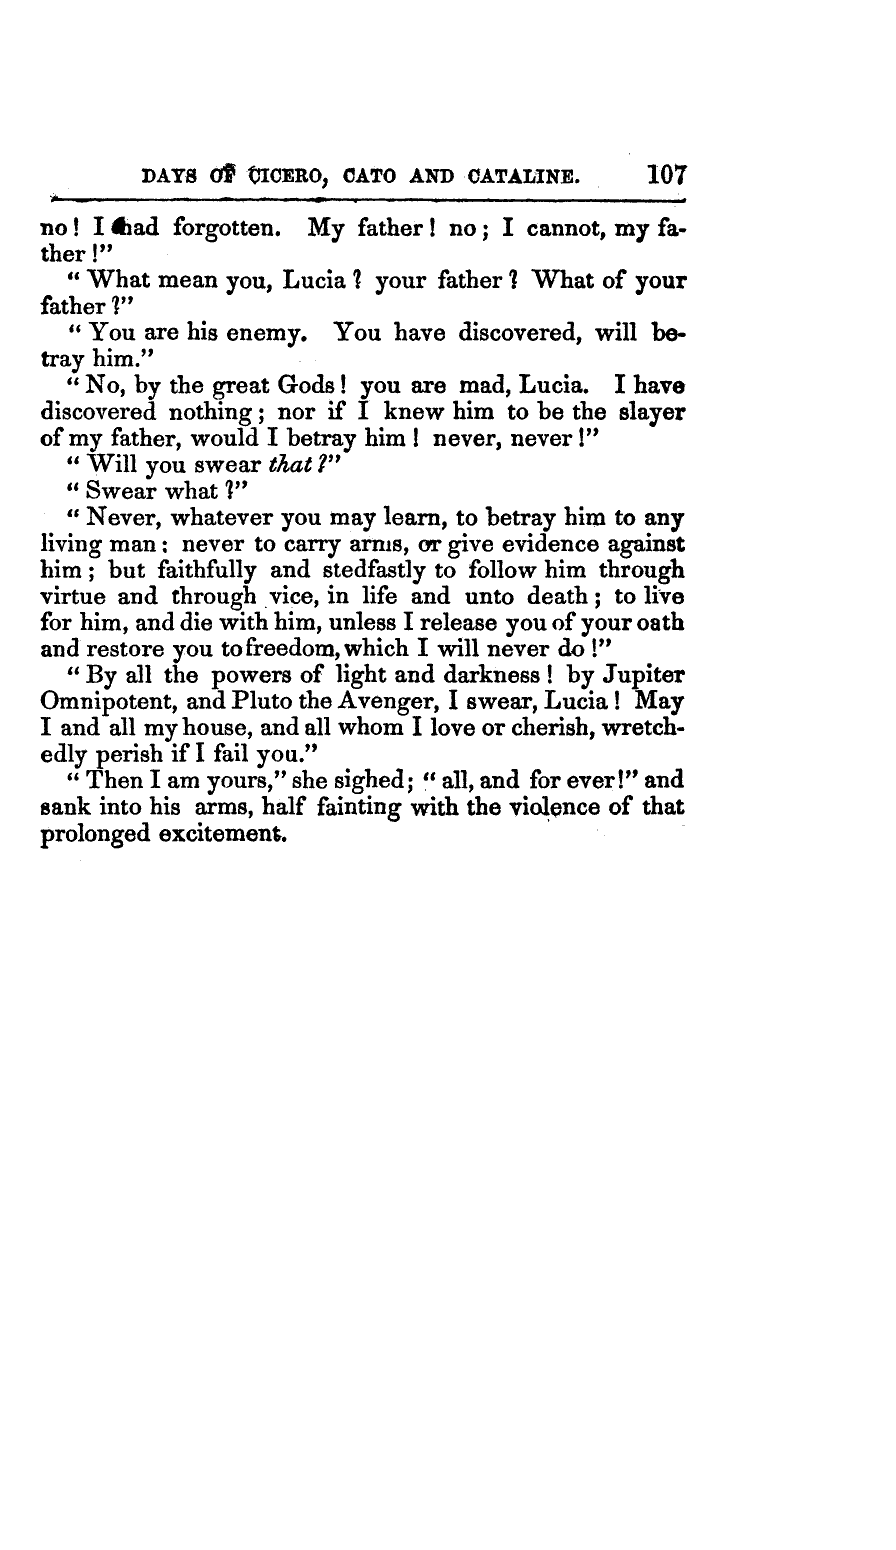 DAYS OF CICERO, CATO AND CATALINE. 107
no! I had forgotten. My father! no; I cannot, my fa-
ther!"
"What mean you, Lucia? your father? What of your
father?"
"You are his enemy. You have discovered, will be-
tray him."
"No, by the great Gods! you are mad, Lucia. I have
discovered nothing; nor if I knew him to be the slayer
of my father, would I betray him! never, never!"
"Will you swear that?"
"Swear what?"
"Never, whatever you may learn, to betray him to any
living man: never to carry arms, or give evidence against
him; but faithfully and stedfastly to follow him through
virtue and through vice, in life and unto death; to live
for him, and die with him, unless I release you of your oath
and restore you to freedom, which I will never do!"
"By all the powers of light and darkness! by Jupiter
Omnipotent, and Pluto the Avenger, I swear, Lucia! May
I and all my house, and all whom I love or cherish, wretch-
edly perish if I fail you."
"Then I am yours," she sighed; "all, and for ever!" and
sank into his arms, half fainting with the violence of that
prolonged excitement.